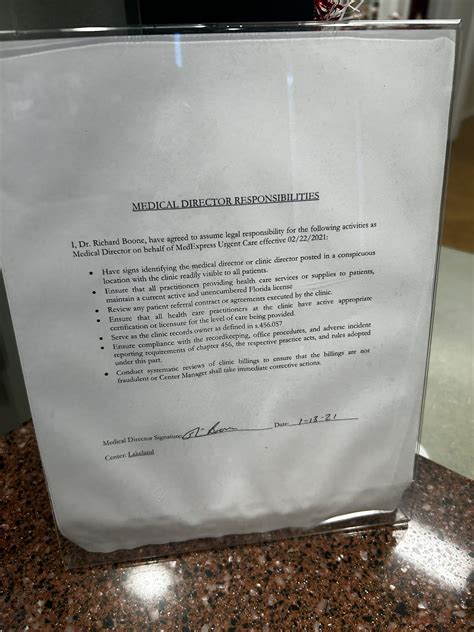 MEDICAL DIRECTOR RESPONSIBILITIES
I, Dr. Richard Boone, have agreed to assume legal responsibility for the following activities as
Medical Director on behalf of MedExpress Urgent Care effective 02/22/2021:
• Have signs identifying the medical director or clinic director posted in a conspicuous
location with the clinic readily visible to all patients.
• Ensure that all practitioners providing health care services or supplies to patients,
maintain a current active and unencumbered Florida license
• Review any patient referral contract or agreements executed by the clinic.
• Ensure that all health care practitioners at the clinic have active appropriate
certification or licensure for the level of care being provided.
• Serve as the clinic records owner as defined in s.456.057
• Ensure compliance with the recordkeeping, office procedures, and adverse incident
reporting requirements of chapter 456, the respective practice acts, and rules adopted
under this part.
• Conduct systematic reviews of clinic billings to ensure that the billings are not
fraudulent or Center Manager shall take immediate corrective actions.
Medical Director Signature: Boone Date: 1-18-21
Center: Lakeland